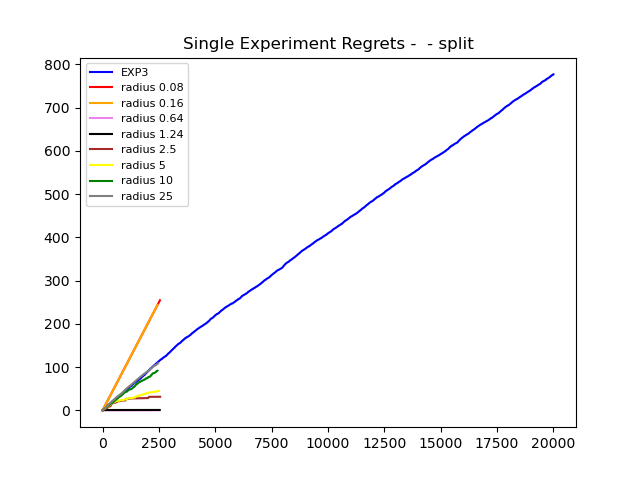 Single Experiment Regrets -  - split
800
700
600
500
400
300
200
100
0
EXP3
radius 0.08
radius 0.16
radius 0.64
radius 1.24
radius 2.5
radius 5
radius 10
radius 25
0 2500 5000 7500 10000 12500 15000 17500 20000